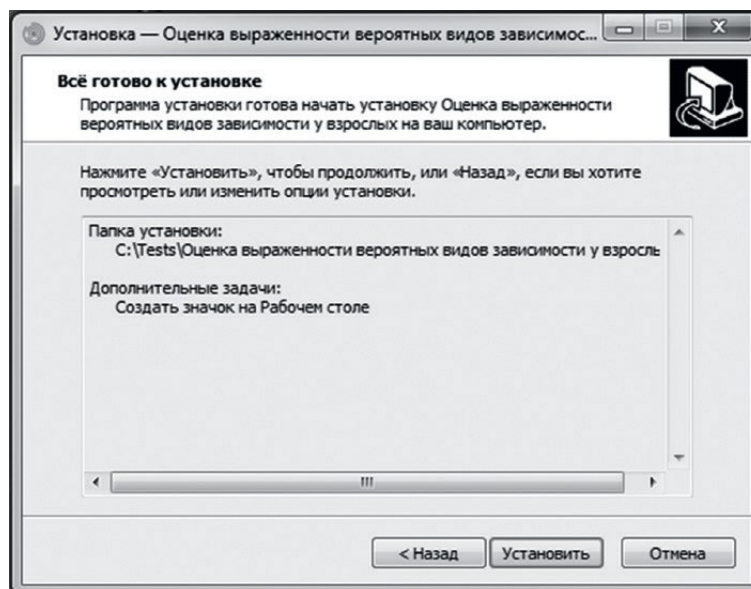 Установка — Оценка выраженности вероятных видов зависимос...
Всё готово к установке
Программа установки готова начать установку Оценка выраженности
вероятных видов зависимости у взрослых на ваш компьютер.
Нажмите «Установить», чтобы продолжить, или «Назад», если вы хотите
просмотреть или изменить опции установки.
Папка установки:
C:\Tests\Оценка выраженности вероятных видов зависимости у взрослы
Дополнительные задачи:
Создать значок на Рабочем столе
< Назад
Установить
Отмена